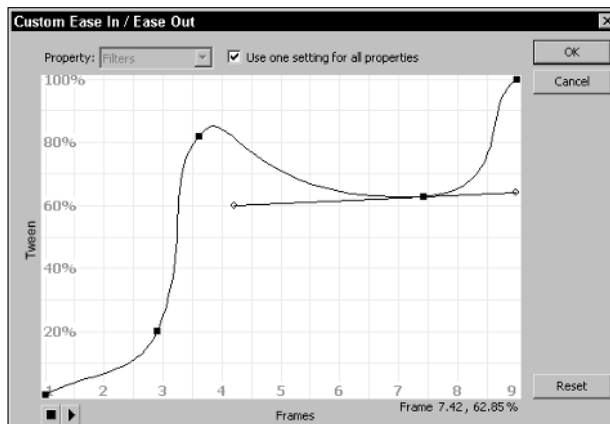 Custom Ease In / Ease Out
Property: Filters
Use one setting for all properties
OK
Cancel
100%
80%
60%
40%
20%
Tween
1 2 3 4 5 6 7 8 9
Frames
Frame 7.42, 62.85%
Reset